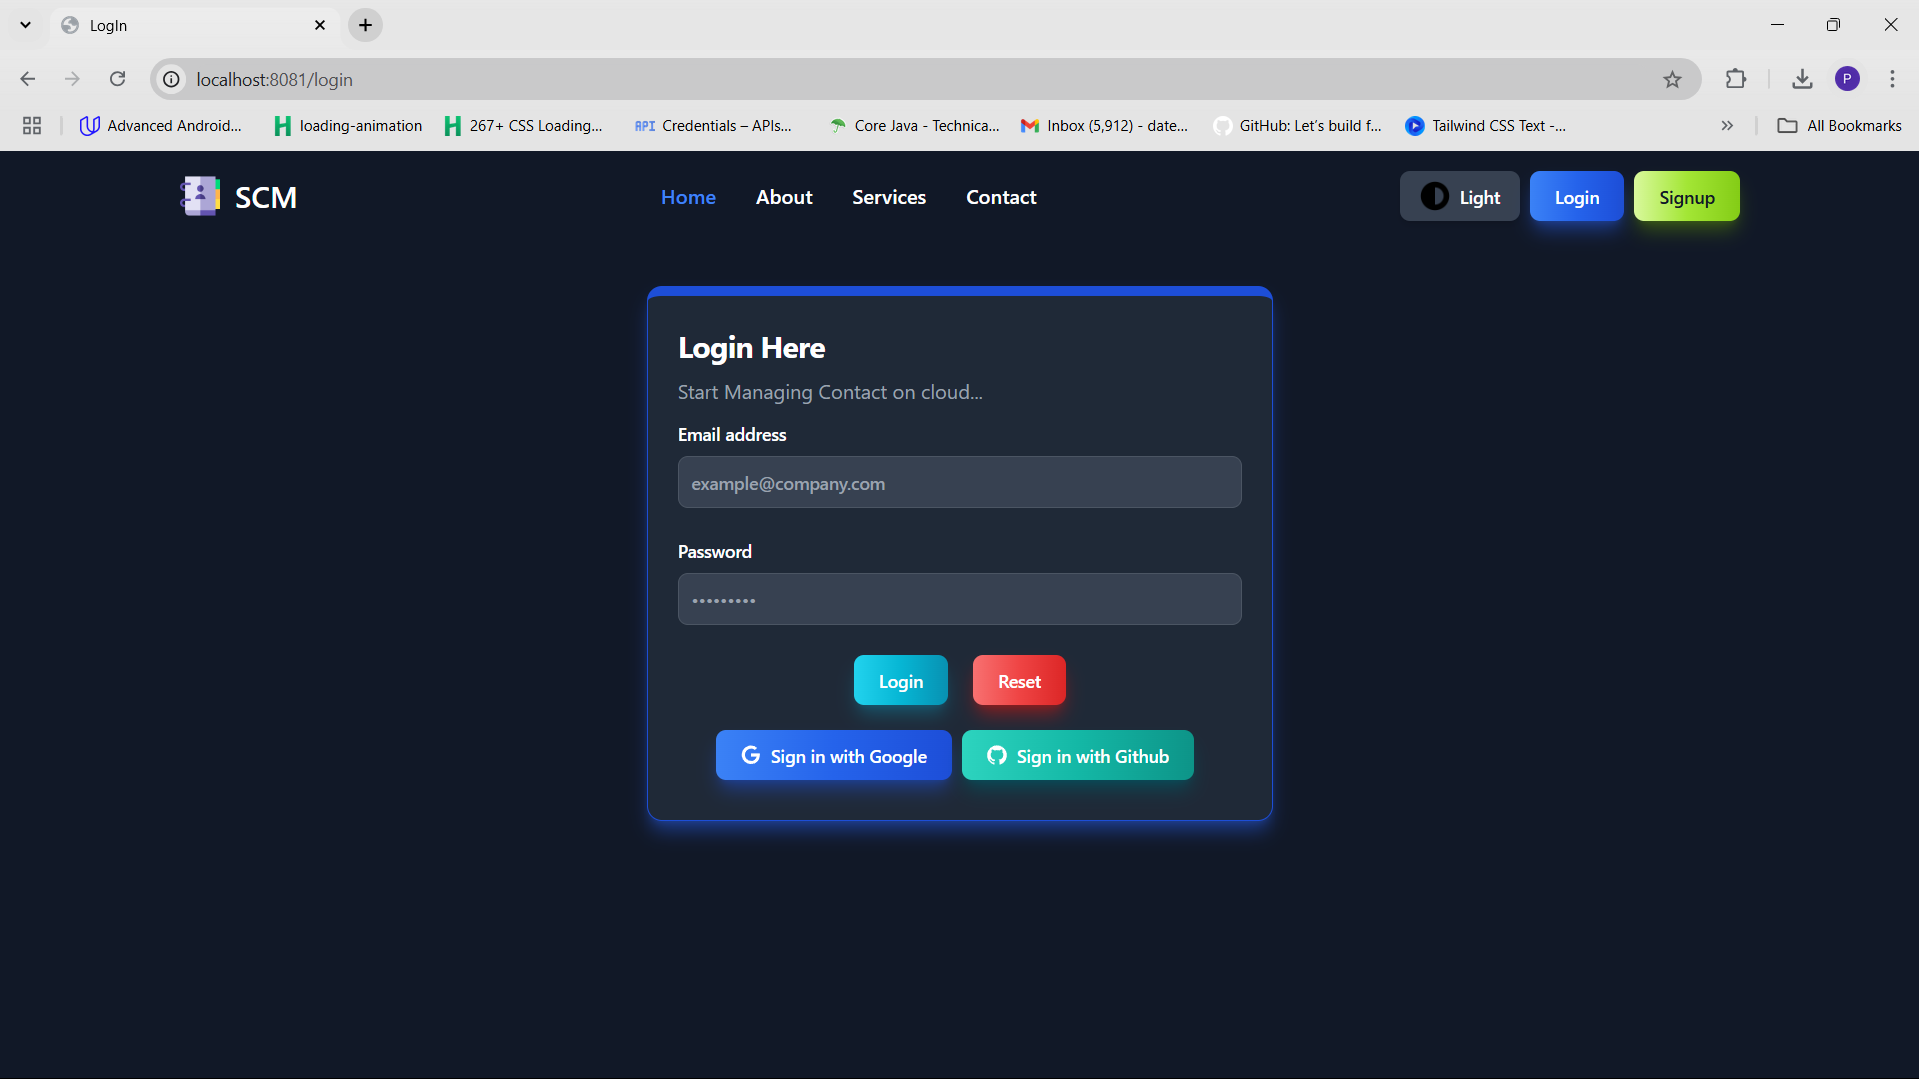 LogIn
localhost:8081/login
Advanced Android...
loading-animation
267+ CSS Loading...
API Credentials – APIs...
Core Java - Technica...
Inbox (5,912) - date...
GitHub: Let's build f...
Tailwind CSS Text -...
All Bookmarks
P
SCM
Home
About
Services
Contact
Light
Login
Signup
Login Here
Start Managing Contact on cloud...
Email address
example@company.com
Password
•••••••••
Login
Reset
Sign in with Google
Sign in with Github